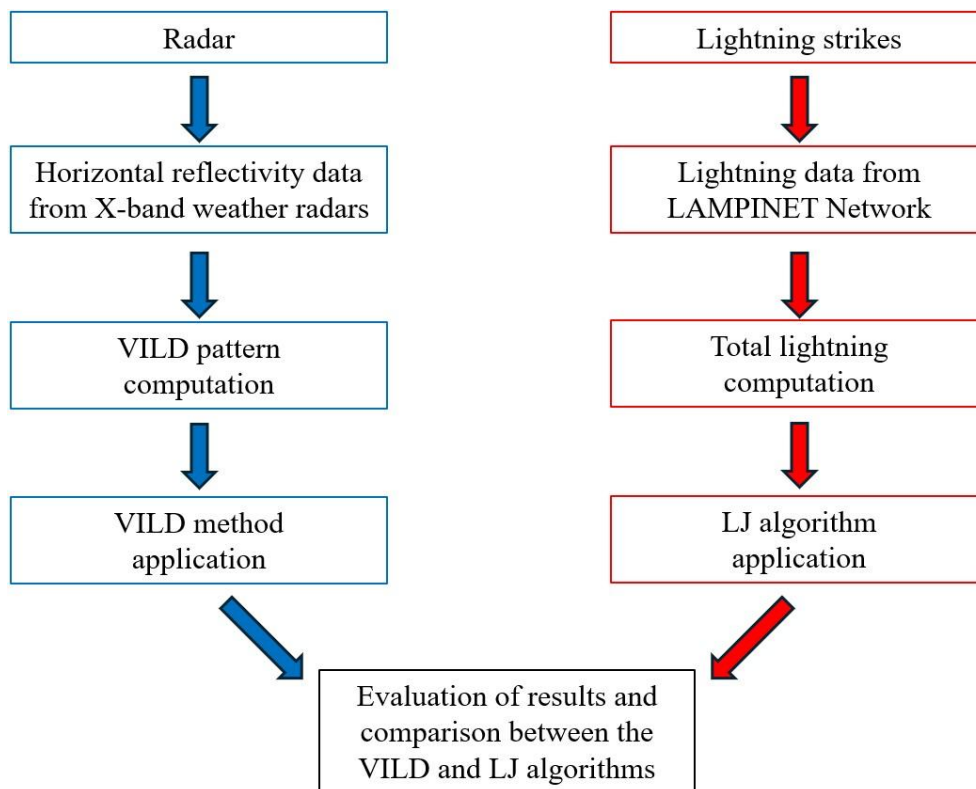 Radar
Horizontal reflectivity data
from X-band weather radars
VILD pattern
computation
VILD method
application
Lightning strikes
Lightning data from
LAMPINET Network
Total lightning
computation
LJ algorithm
application
Evaluation of results and
comparison between the
VILD and LJ algorithms